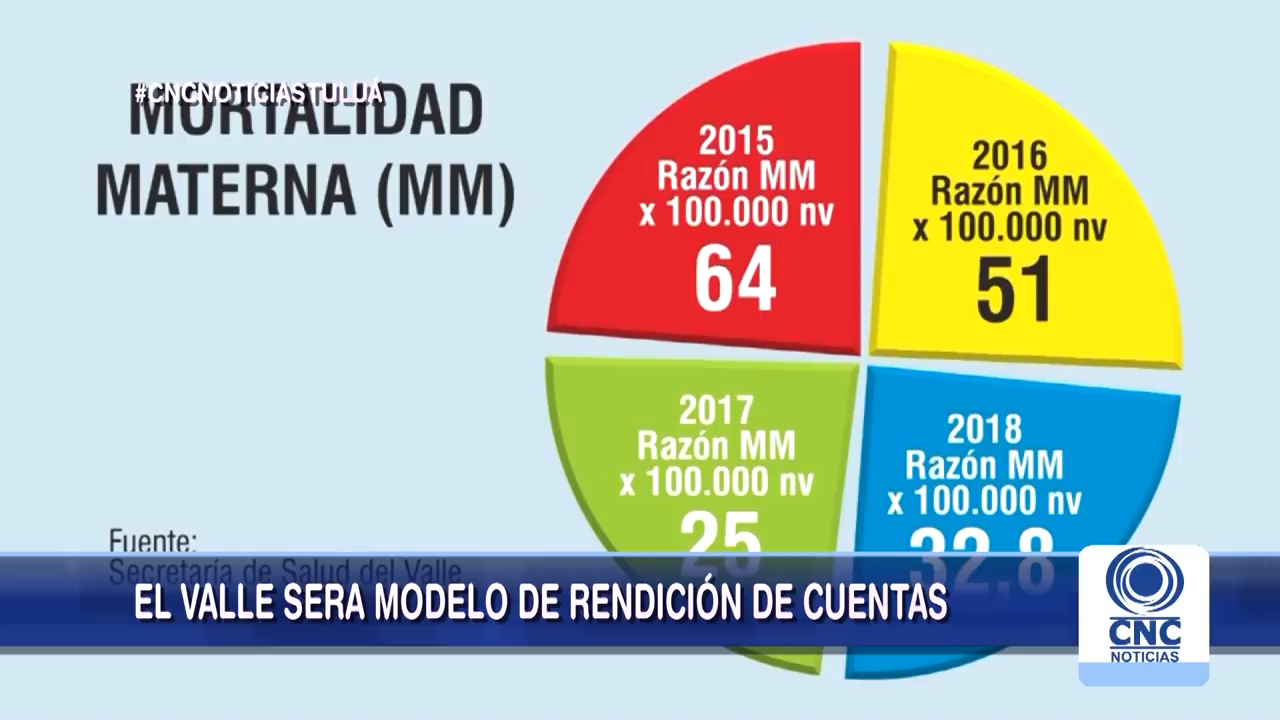 #CNCNOTICIASTULUÁ
MORTALIDAD
MATERNA (MM)
2015
Razón MM
x 100.000 nv
64
2016
Razón MM
x 100.000 nv
51
2017
Razón MM
x 100.000 nv
25
2018
Razón MM
x 100.000 nv
32,8
Fuente:
Secretaría de Salud del Valle
EL VALLE SERA MODELO DE RENDICIÓN DE CUENTAS
CNC
NOTICIAS